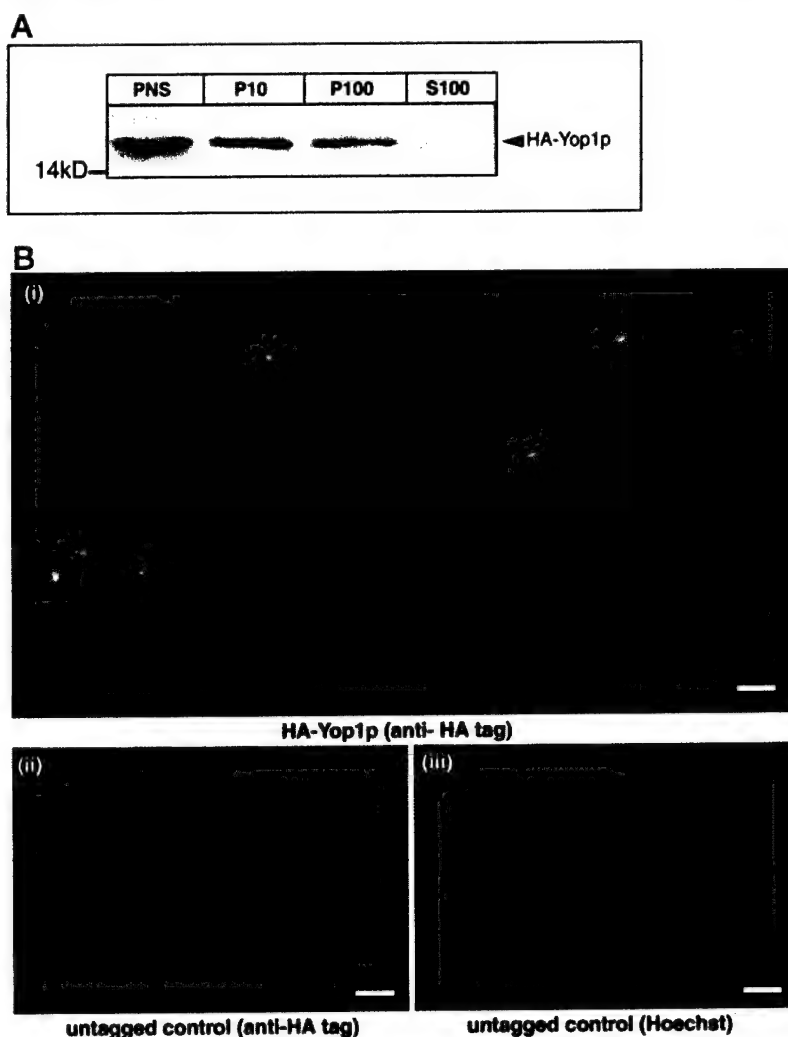 A
PNS P10 P100 S100
HA-Yop1p
14kD
B
(i)
HA-Yop1p (anti- HA tag)
(ii) (iii)
untagged control (anti-HA tag) untagged control (Hoechst)